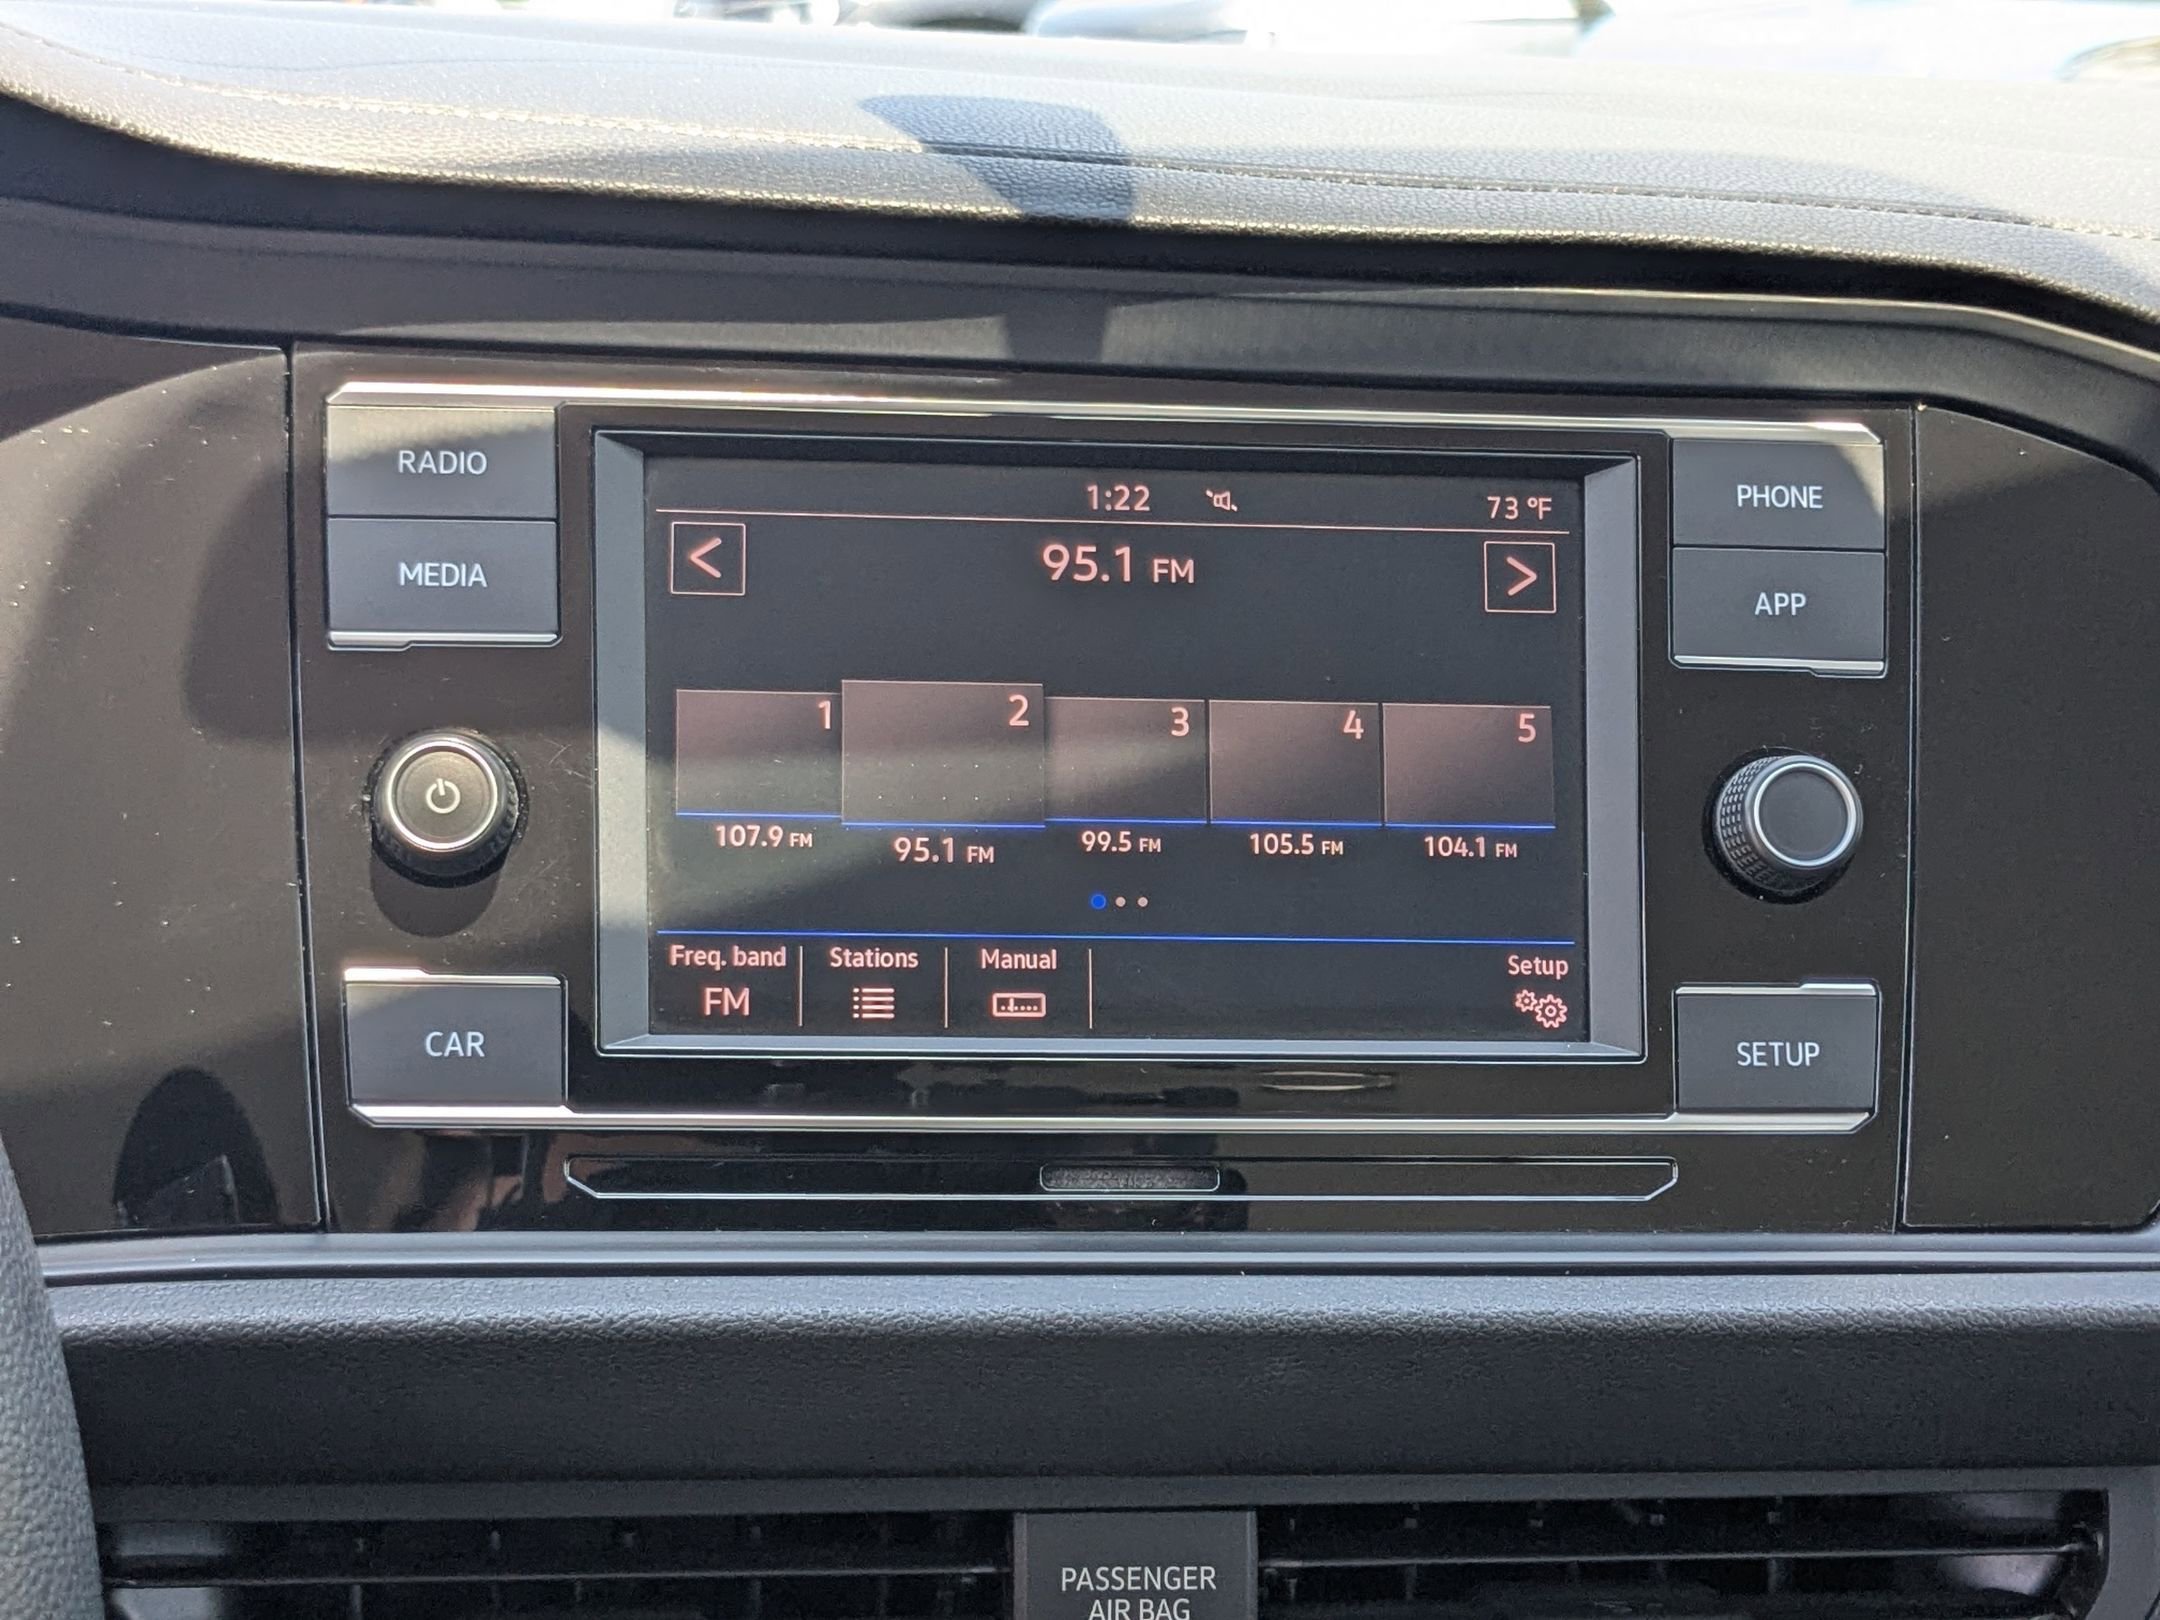 RADIO
MEDIA
CAR
1:22 73 °F
<
95.1 FM
>
1 2 3 4 5
107.9 FM 95.1 FM 99.5 FM 105.5 FM 104.1 FM
Freq. band Stations Manual Setup
FM
PHONE
APP
SETUP
PASSENGER
AIR BAG